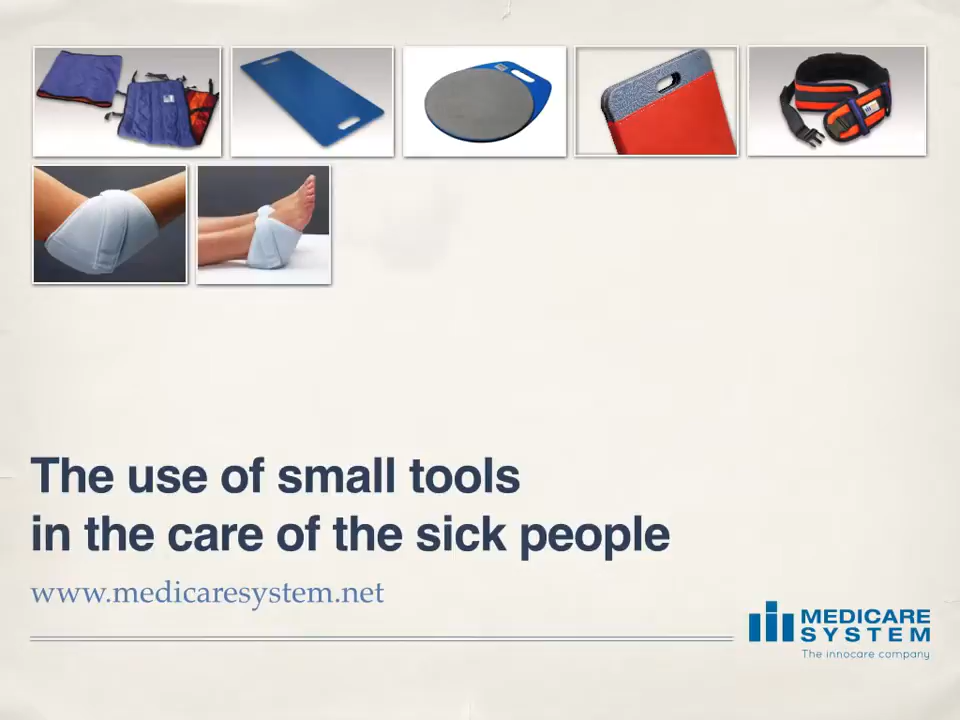 The use of small tools
in the care of the sick people
www.medicaresystem.net
MEDICARE
SYSTEM
The innocare company